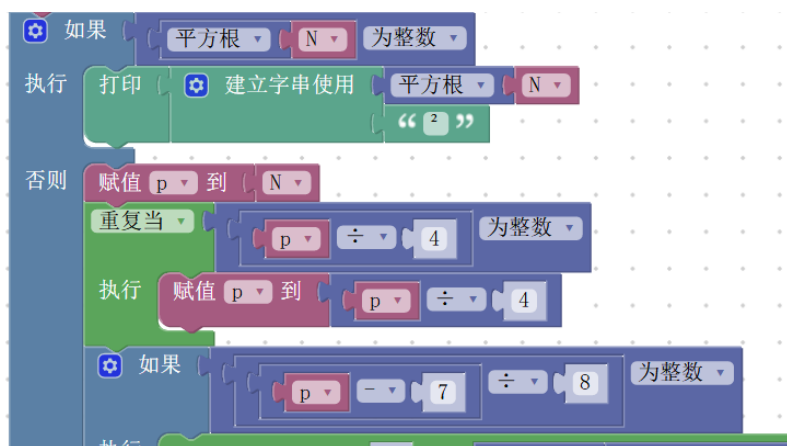 如果 平方根 N 为整数
执行 打印 建立字串使用 平方根 N
“ ² ”
否则 赋值 p 到 N
重复当 p ÷ 4 为整数
执行 赋值 p 到 p ÷ 4
如果 p - 7 ÷ 8 为整数
执行